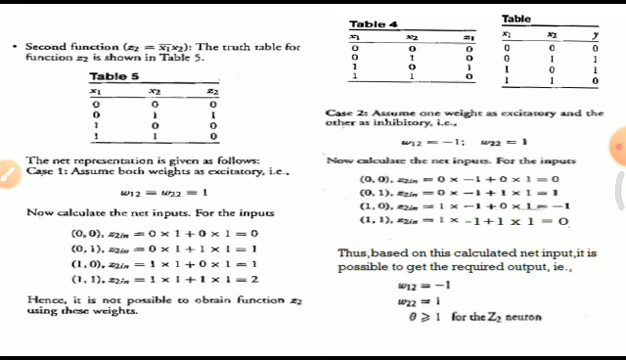 • Second function (z₂ = x̄₁x₂): The truth table for
function z₂ is shown in Table 5.
Table 5
x₁ x₂ z₂
0 0 0
0 1 1
1 0 0
1 1 0
The net representation is given as follows:
Case 1: Assume both weights as excitatory, i.e.,
w₁₂ = w₂₂ = 1
Now calculate the net inputs. For the inputs
(0, 0), z₂ᵢₙ = 0 × 1 + 0 × 1 = 0
(0, 1), z₂ᵢₙ = 0 × 1 + 1 × 1 = 1
(1, 0), z₂ᵢₙ = 1 × 1 + 0 × 1 = 1
(1, 1), z₂ᵢₙ = 1 × 1 + 1 × 1 = 2
Hence, it is not possible to obtain function z₂
using these weights.
Table 4
x₁ x₂ z₁
0 0 0
0 1 0
1 0 1
1 1 0
Table
x₁ x₂ y
0 0 0
0 1 1
1 0 1
1 1 0
Case 2: Assume one weight as excitatory and the
other as inhibitory, i.e.,
w₁₂ = −1; w₂₂ = 1
Now calculate the net inputs. For the inputs
(0, 0), z₂ᵢₙ = 0 × −1 + 0 × 1 = 0
(0, 1), z₂ᵢₙ = 0 × −1 + 1 × 1 = 1
(1, 0), z₂ᵢₙ = 1 × −1 + 0 × 1 = −1
(1, 1), z₂ᵢₙ = 1 × -1 + 1 x 1 = 0
Thus,based on this calculated net input,it is
possible to get the required output, ie.,
w₁₂ = −1
w₂₂ = 1
θ ⩾ 1 for the Z₂ neuron